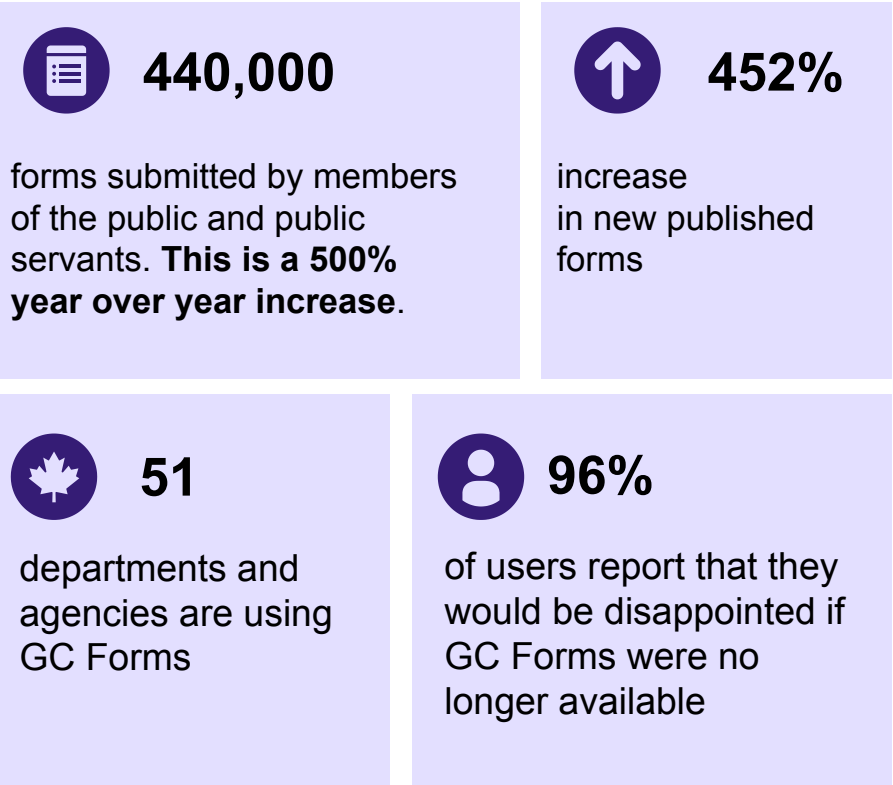 440,000
forms submitted by members
of the public and public
servants. This is a 500%
year over year increase.
452%
increase
in new published
forms
51
departments and
agencies are using
GC Forms
96%
of users report that they
would be disappointed if
GC Forms were no
longer available